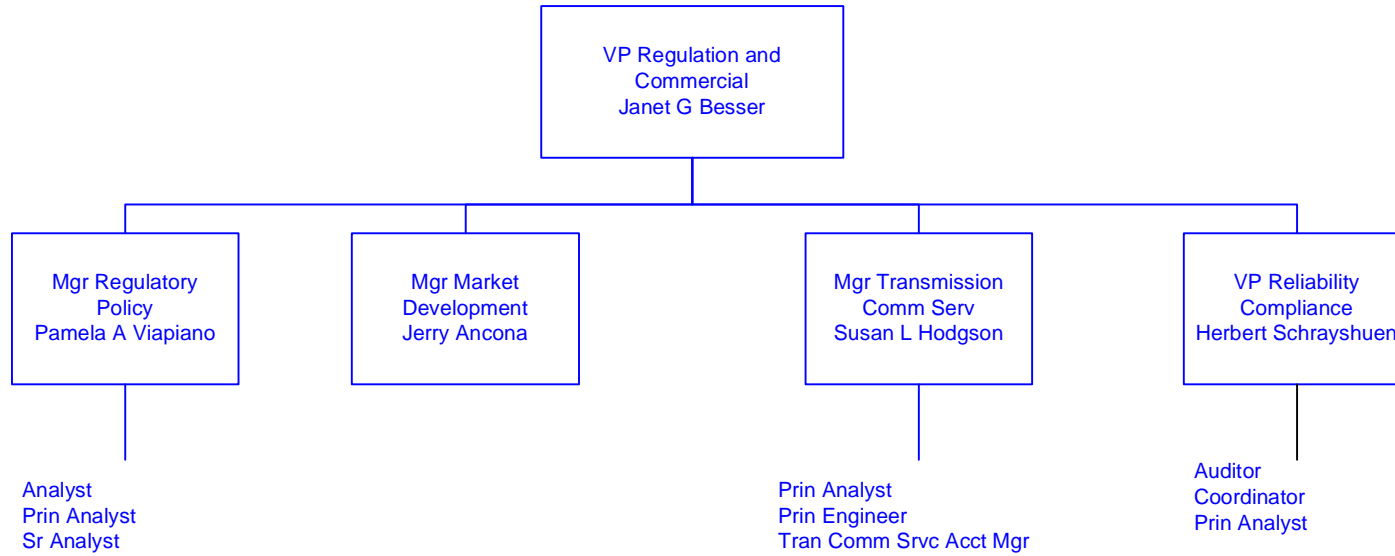 VP Regulation and
Commercial
Janet G Besser
Mgr Regulatory
Policy
Pamela A Viapiano
Mgr Market
Development
Jerry Ancona
Mgr Transmission
Comm Serv
Susan L Hodgson
VP Reliability
Compliance
Herbert Schrayshuen
Analyst
Prin Analyst
Sr Analyst
Prin Analyst
Prin Engineer
Tran Comm Srvc Acct Mgr
Auditor
Coordinator
Prin Analyst